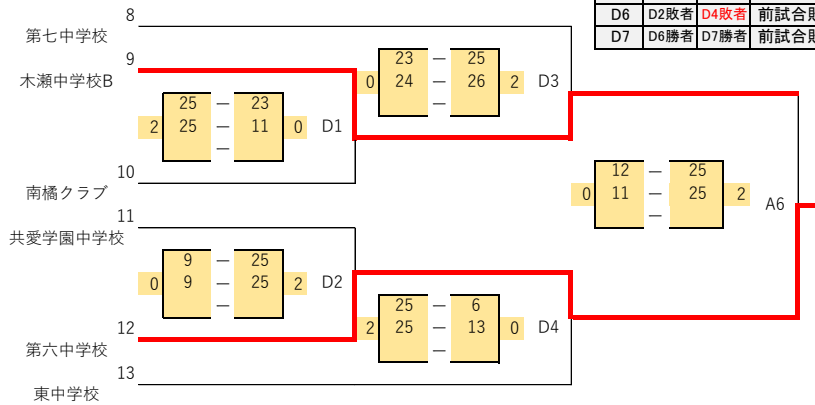 D6 D2敗者 D4敗者 前試合敗
D7 D6勝者 D7勝者 前試合敗
8
第七中学校
9
木瀬中学校B
23 — 25
0 24 — 26 2 D3
—
25 — 23
2 25 — 11 0 D1
—
10
南橘クラブ
12 — 25
0 11 — 25 2 A6
—
11
共愛学園中学校
9 — 25
0 9 — 25 2 D2
—
12
第六中学校
25 — 6
2 25 — 13 0 D4
—
13
東中学校